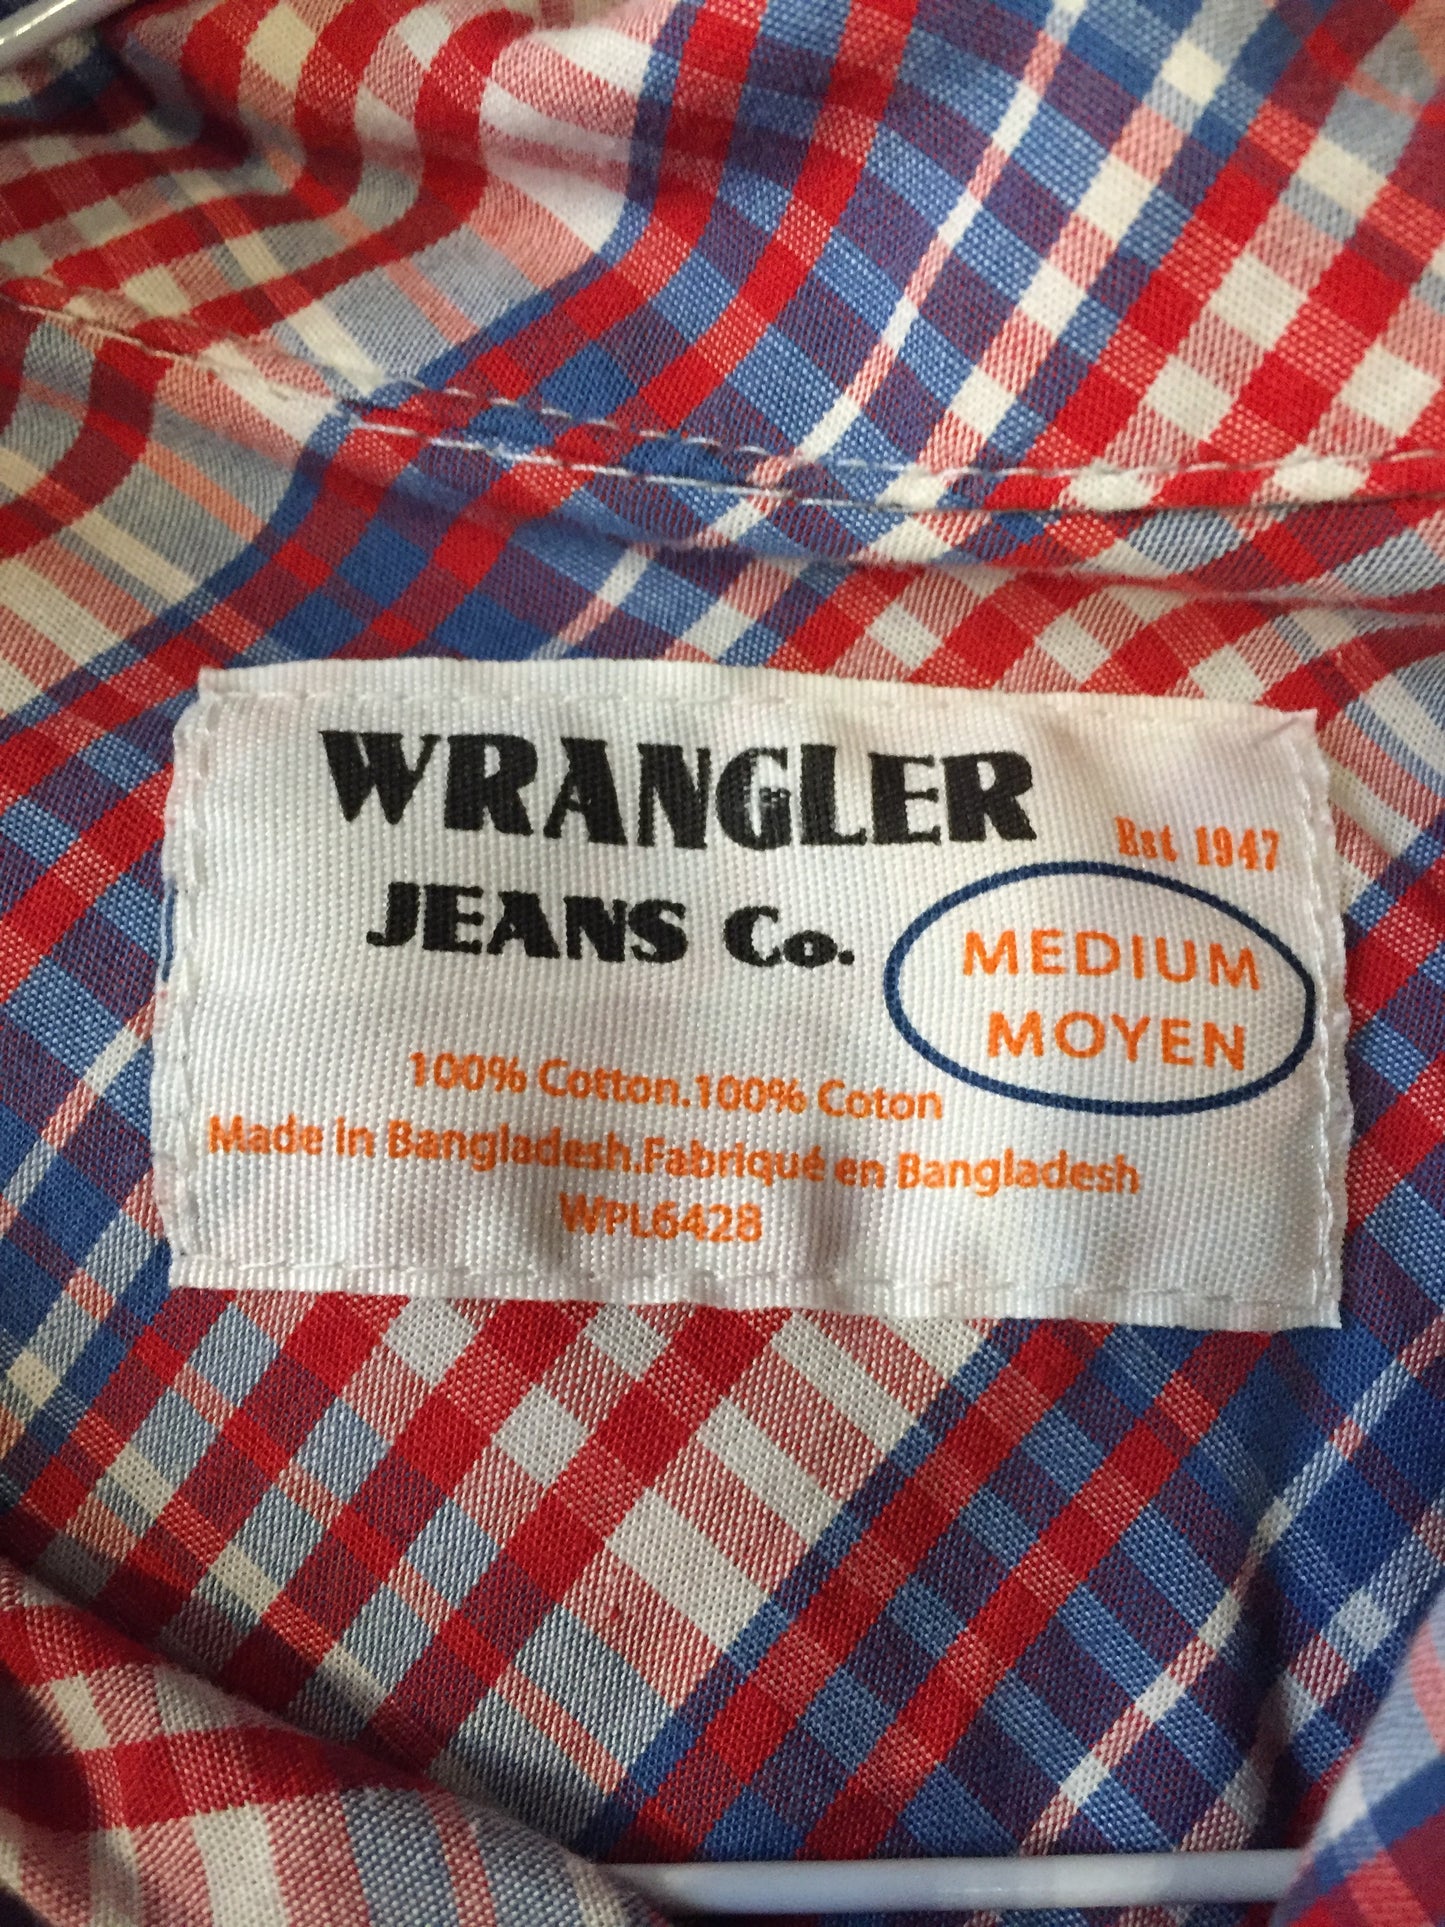 WRANGLER
Est 1947
JEANS Co.
MEDIUM
MOYEN
100% Cotton.100% Coton
Made in Bangladesh.Fabriqué en Bangladesh
WPL6428